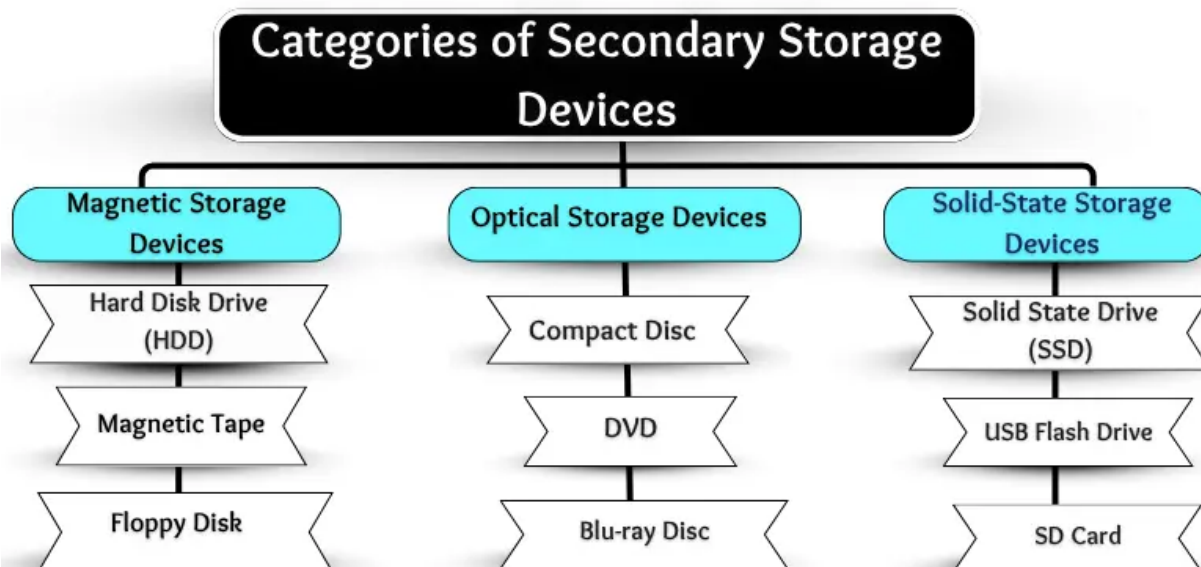 Categories of Secondary Storage
Devices
Magnetic Storage
Devices
Hard Disk Drive
(HDD)
Magnetic Tape
Floppy Disk
Optical Storage Devices
Compact Disc
DVD
Blu-ray Disc
Solid-State Storage
Devices
Solid State Drive
(SSD)
USB Flash Drive
SD Card